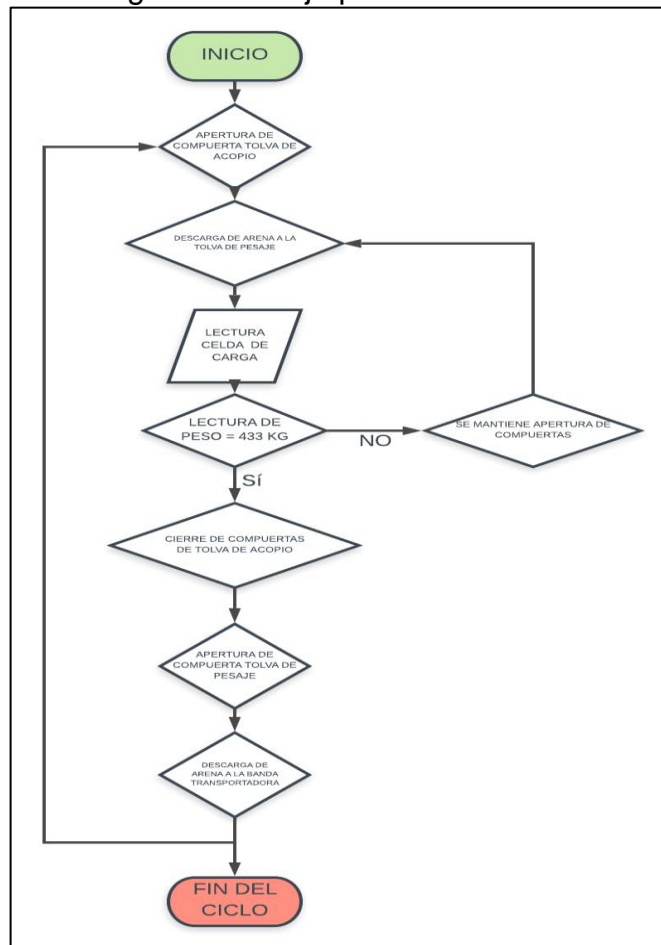 INICIO
APERTURA DE
COMPUERTA TOLVA DE
ACOPIO
DESCARGA DE ARENA A LA
TOLVA DE PESAJE
LECTURA
CELDA DE
CARGA
LECTURA DE
PESO = 433 KG
NO
SE MANTIENE APERTURA DE
COMPUERTAS
SÍ
CIERRE DE COMPUERTAS
DE TOLVA DE ACOPIO
APERTURA DE
COMPUERTA TOLVA DE
PESAJE
DESCARGA DE
ARENA A LA BANDA
TRANSPORTADORA
FIN DEL
CICLO